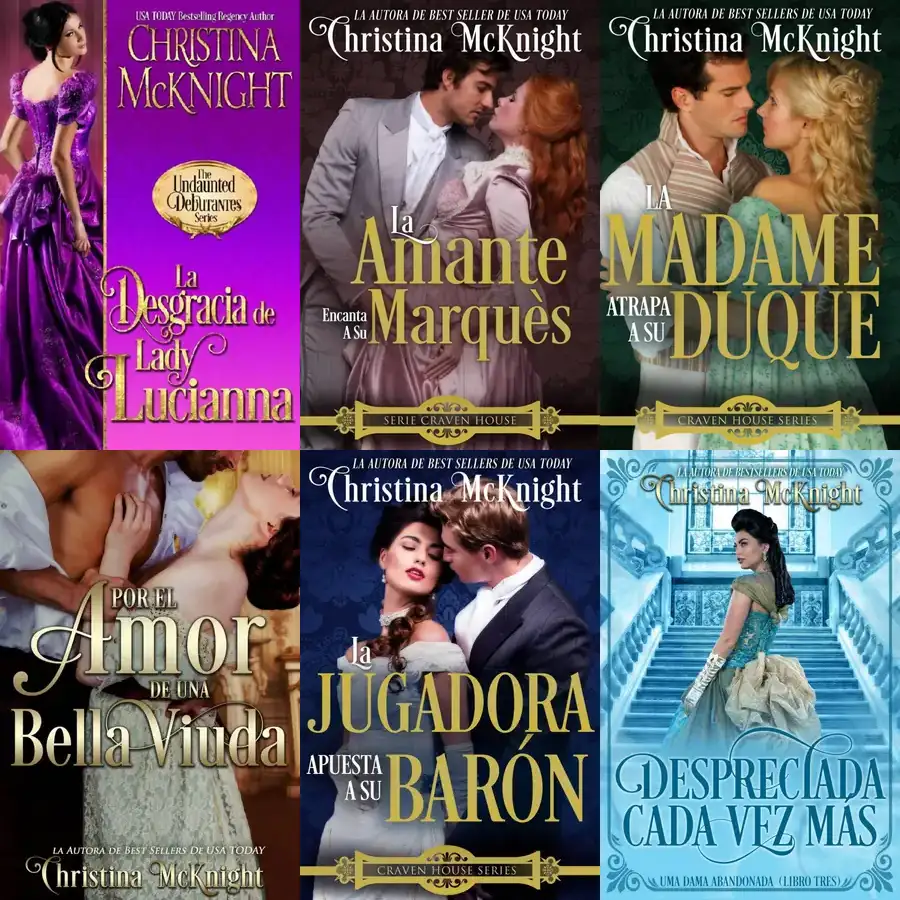 USA TODAY Bestselling Regency Author
CHRISTINA
MCKNIGHT
The
Undaunted
Debutantes
Series
La
Desgracia de
Lady
Lucianna
LA AUTORA DE BEST SELLER DE USA TODAY
Christina McKnight
La
Amante
Encanta
A Su
Marquès
SERIE CRAVEN HOUSE
LA AUTORA DE BEST SELLERS DE USA TODAY
Christina McKnight
LA
MADAME
ATRAPA
A SU
DUQUE
CRAVEN HOUSE SERIES
POR EL
Amor
DE UNA
Bella Viuda
LA AUTORA DE BEST SELLERS DE USA TODAY
Christina McKnight
LA AUTORA DE BEST SELLERS DE USA TODAY
Christina McKnight
La
JUGADORA
APUESTA
A SU
BARÓN
CRAVEN HOUSE SERIES
LA AUTORA DE BESTSELLERS DE USA TODAY
Christina McKnight
DESPRECIADA
CADA VEZ MÁS
UMA DAMA ABANDONADA (LIBRO TRES)